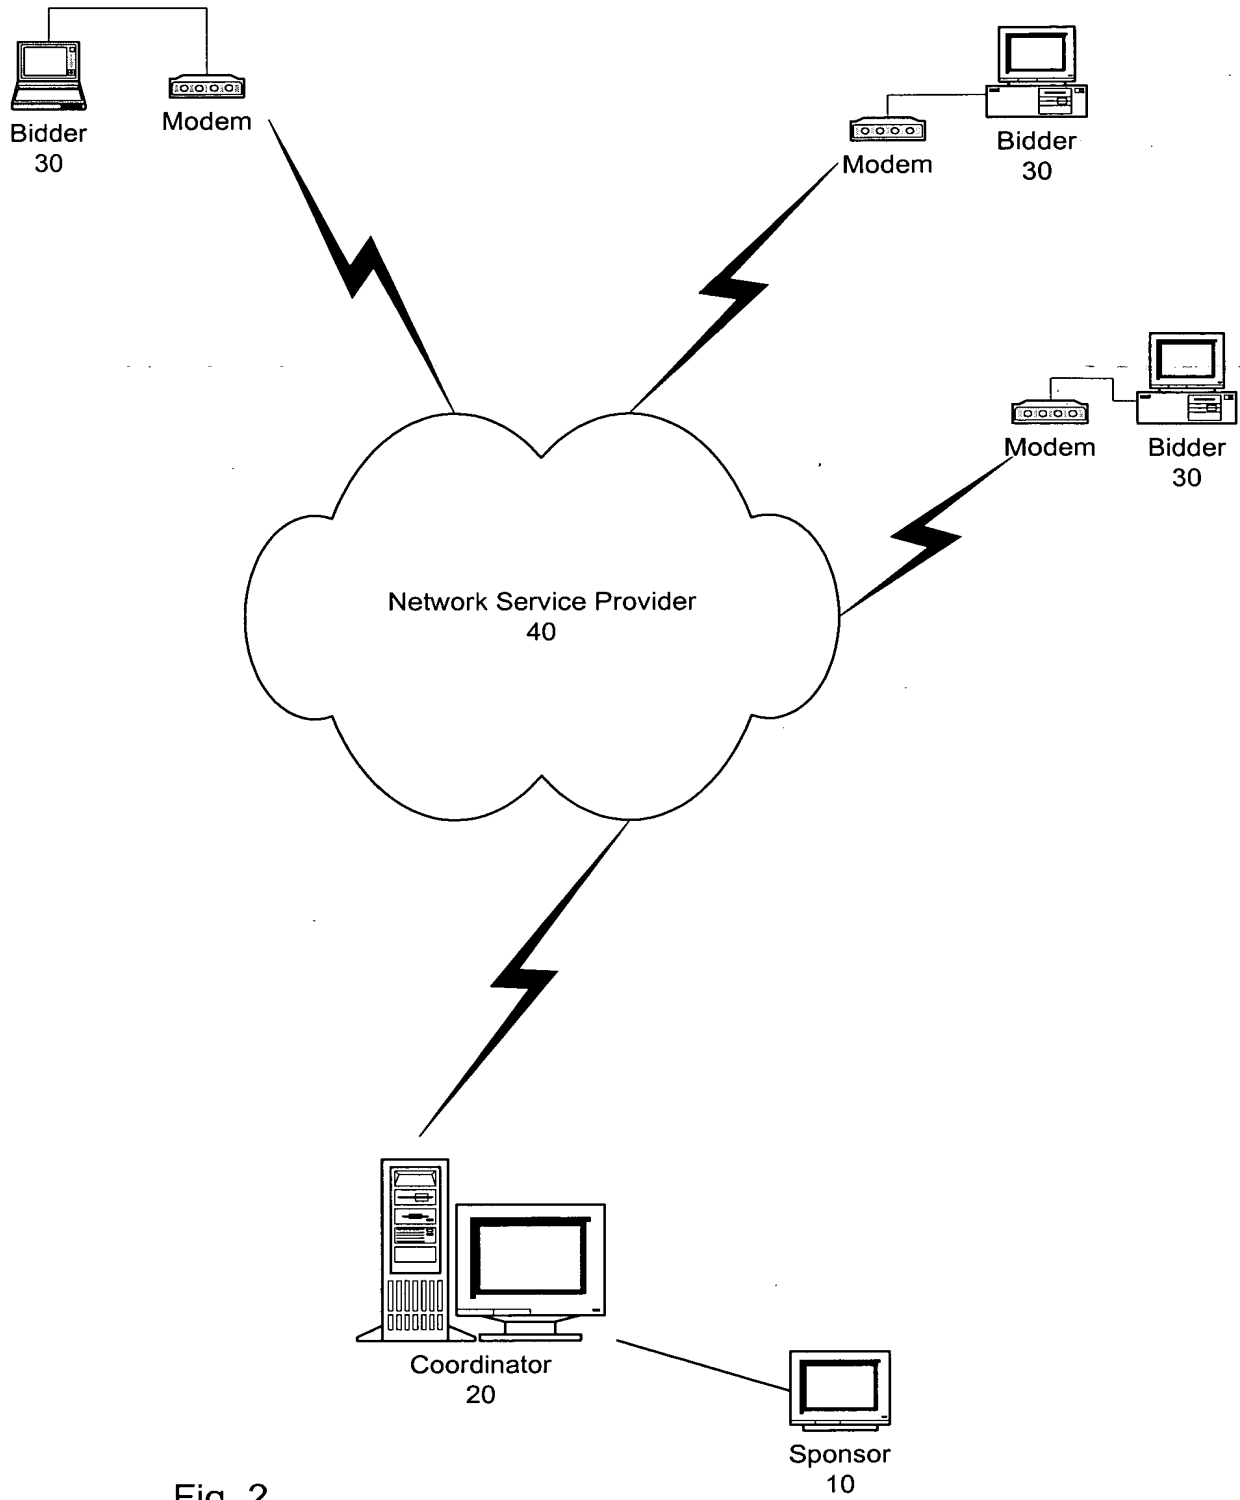 Bidder
30
Modem
Modem
Bidder
30
Modem
Bidder
30
Network Service Provider
40
Coordinator
20
Sponsor
10
Fig. 2